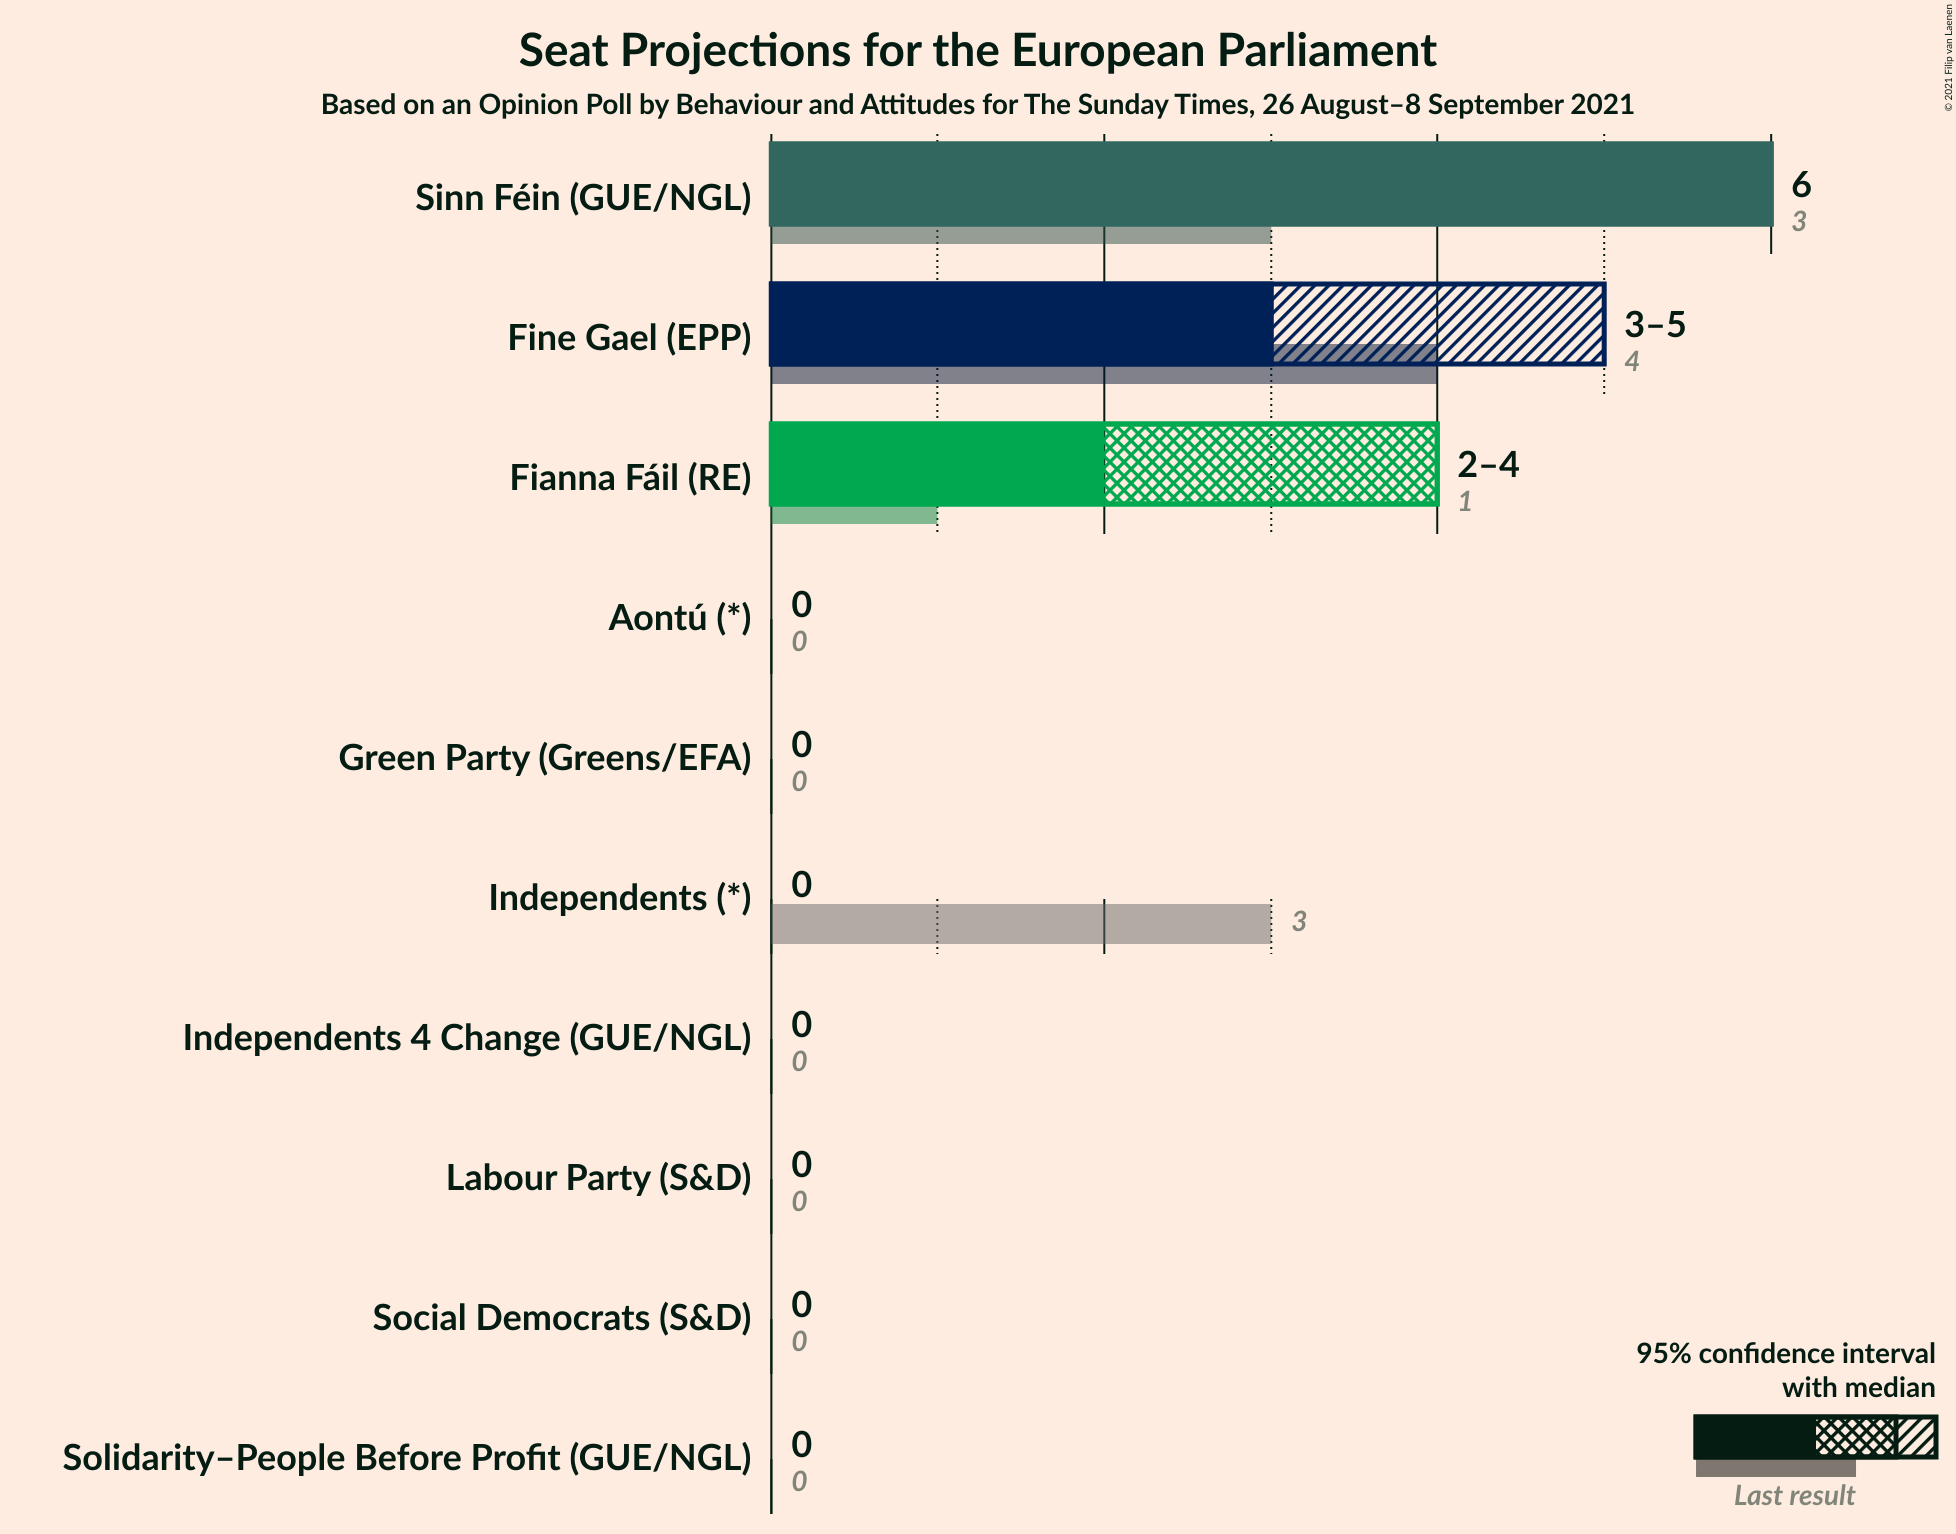 Seat Projections for the European Parliament
Based on an Opinion Poll by Behaviour and Attitudes for The Sunday Times, 26 August–8 September 2021
© 2021 Filip van Laenen
Sinn Féin (GUE/NGL)
6
3
Fine Gael (EPP)
3–5
4
Fianna Fáil (RE)
2–4
1
Aontú (*)
0
0
Green Party (Greens/EFA)
0
0
Independents (*)
0
3
Independents 4 Change (GUE/NGL)
0
0
Labour Party (S&D)
0
0
Social Democrats (S&D)
0
0
Solidarity–People Before Profit (GUE/NGL)
0
0
95% confidence interval
with median
Last result